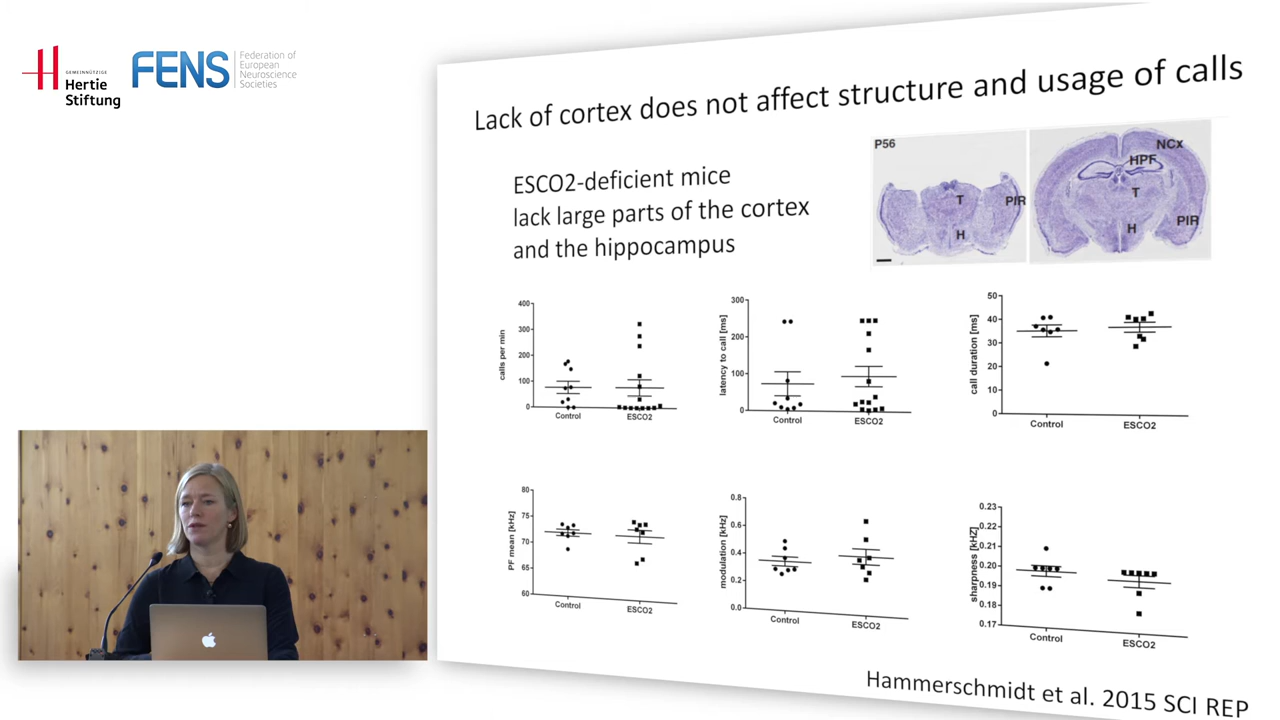 GEMEINNÜTZIGE
Hertie
Stiftung
FENS
Federation of
European
Neuroscience
Societies
Lack of cortex does not affect structure and usage of calls
ESCO2-deficient mice
lack large parts of the cortex
and the hippocampus
P56
T
PIR
H
NCx
HPF
T
PIR
H
calls per min
400
300
200
100
0
Control
ESCO2
latency to call [ms]
300
200
100
0
Control
ESCO2
call duration [ms]
50
40
30
20
10
0
Control
ESCO2
PF mean [kHz]
80
75
70
65
60
Control
ESCO2
modulation [kHz]
0.8
0.6
0.4
0.2
0.0
Control
ESCO2
sharpness [kHZ]
0.23
0.22
0.21
0.20
0.19
0.18
0.17
Control
ESCO2
Hammerschmidt et al. 2015 SCI REP